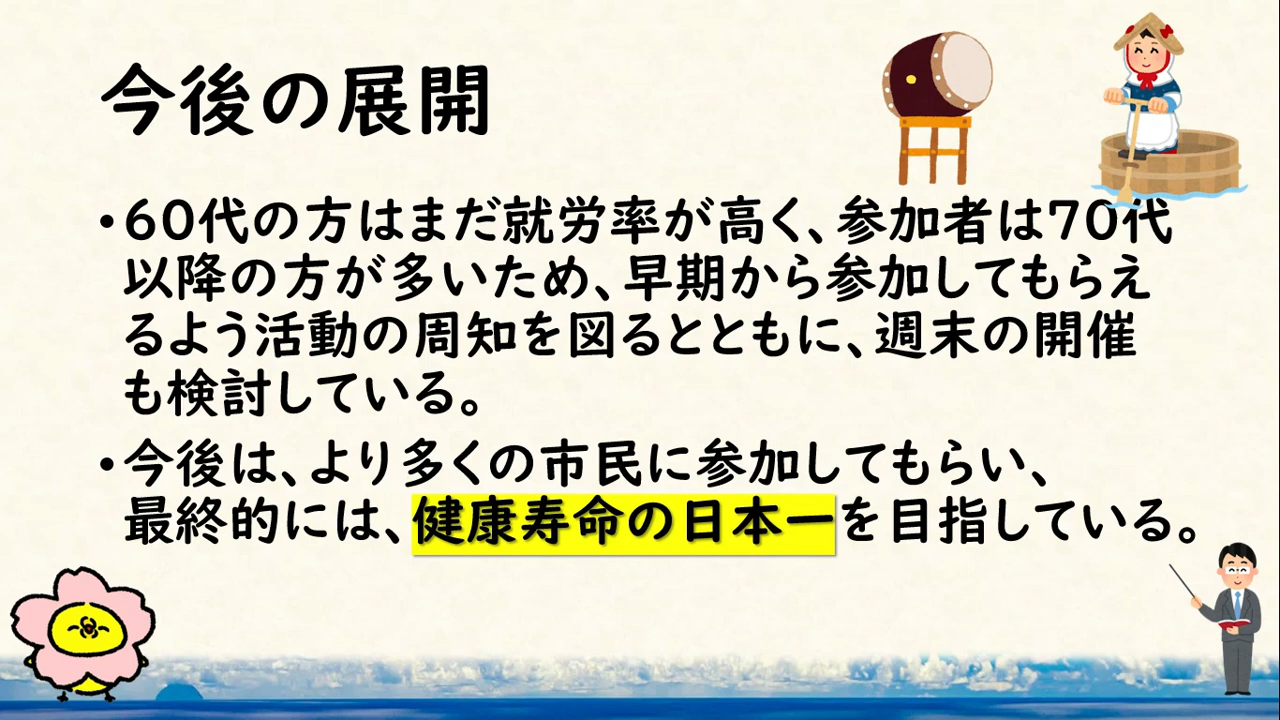 今後の展開
・60代の方はまだ就労率が高く、参加者は70代
以降の方が多いため、早期から参加してもらえ
るよう活動の周知を図るとともに、週末の開催
も検討している。
・今後は、より多くの市民に参加してもらい、
最終的には、健康寿命の日本一を目指している。